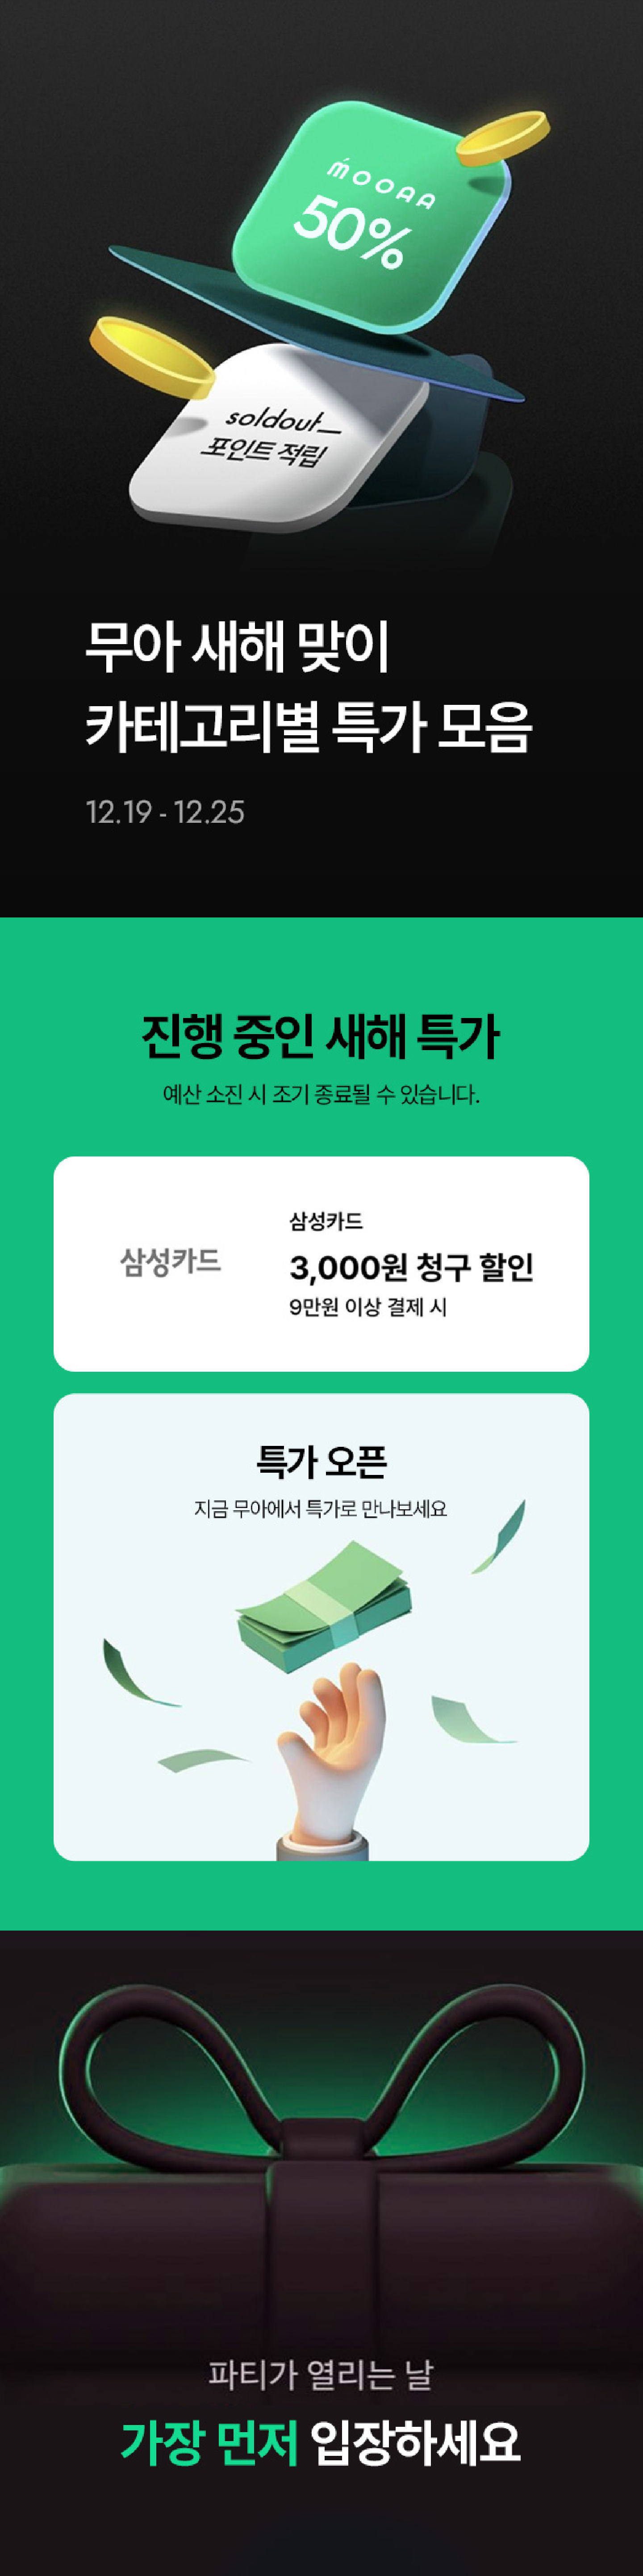 MOOAA
50%
soldout_
포인트 적립
무아 새해 맞이
카테고리별 특가 모음
12.19 - 12.25
진행 중인 새해 특가
예산 소진 시 조기 종료될 수 있습니다.
삼성카드
삼성카드
3,000원 청구 할인
9만원 이상 결제 시
특가 오픈
지금 무아에서 특가로 만나보세요
파티가 열리는 날
가장 먼저 입장하세요